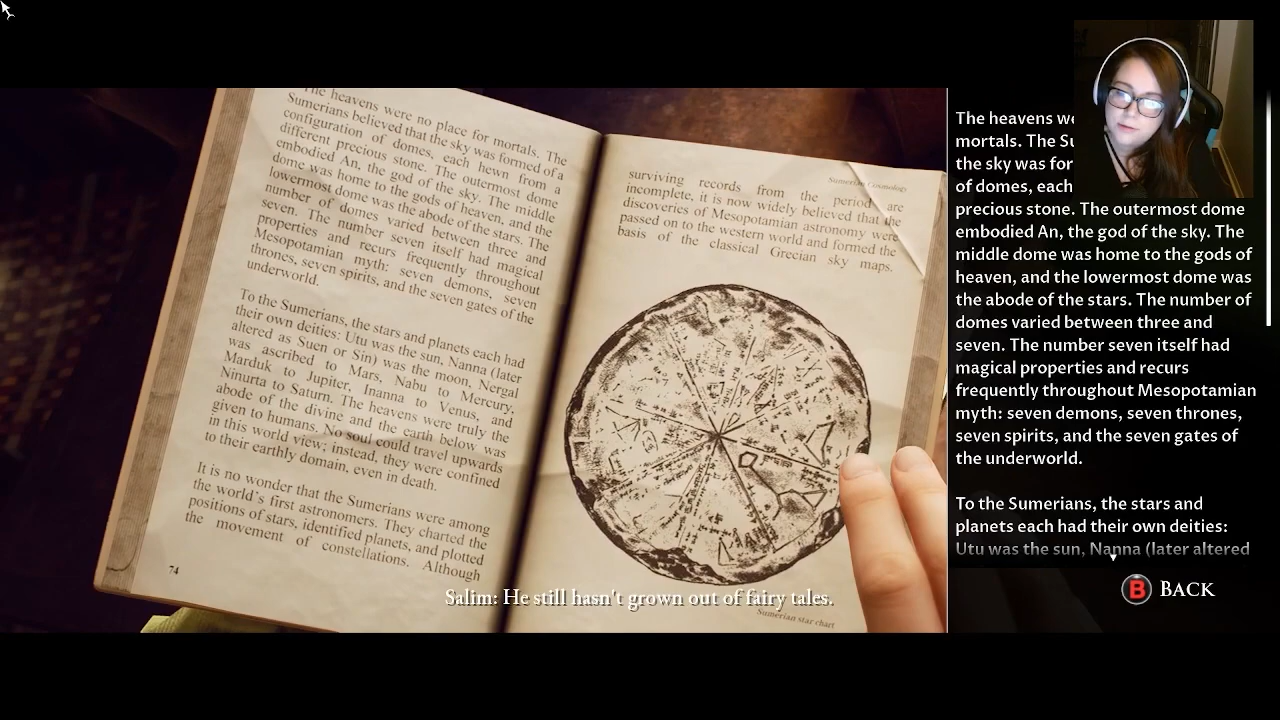 The heavens were no place for mortals. The
Sumerians believed that the sky was formed of a
configuration of domes, each hewn from a
different precious stone. The outermost dome
embodied An, the god of the sky. The middle
dome was home to the gods of heaven, and the
lowermost dome was the abode of the stars. The
number of domes varied between three and
seven. The number seven itself had magical
properties and recurs frequently throughout
Mesopotamian myth: seven demons, seven
thrones, seven spirits, and the seven gates of the
underworld.
To the Sumerians, the stars and planets each had
their own deities: Utu was the sun, Nanna (later
altered as Suen or Sin) was the moon, Nergal
was ascribed to Mars, Nabu to Mercury,
Marduk to Jupiter, Inanna to Venus, and
Ninurta to Saturn. The heavens were truly the
abode of the divine and the earth below was
given to humans. No soul could travel upwards
in this world view; instead, they were confined
to their earthly domain, even in death.
It is no wonder that the Sumerians were among
the world's first astronomers. They charted the
positions of stars, identified planets, and plotted
the movement of constellations. Although
74
Sumerian Cosmology
surviving records from the period are
incomplete, it is now widely believed that the
discoveries of Mesopotamian astronomy were
passed on to the western world and formed the
basis of the classical Grecian sky maps.
Sumerian star chart
Salim: He still hasn't grown out of fairy tales.
The heavens we
mortals. The Su
the sky was for
of domes, each
precious stone. The outermost dome
embodied An, the god of the sky. The
middle dome was home to the gods of
heaven, and the lowermost dome was
the abode of the stars. The number of
domes varied between three and
seven. The number seven itself had
magical properties and recurs
frequently throughout Mesopotamian
myth: seven demons, seven thrones,
seven spirits, and the seven gates of
the underworld.
To the Sumerians, the stars and
planets each had their own deities:
Utu was the sun, Nanna (later altered
B BACK